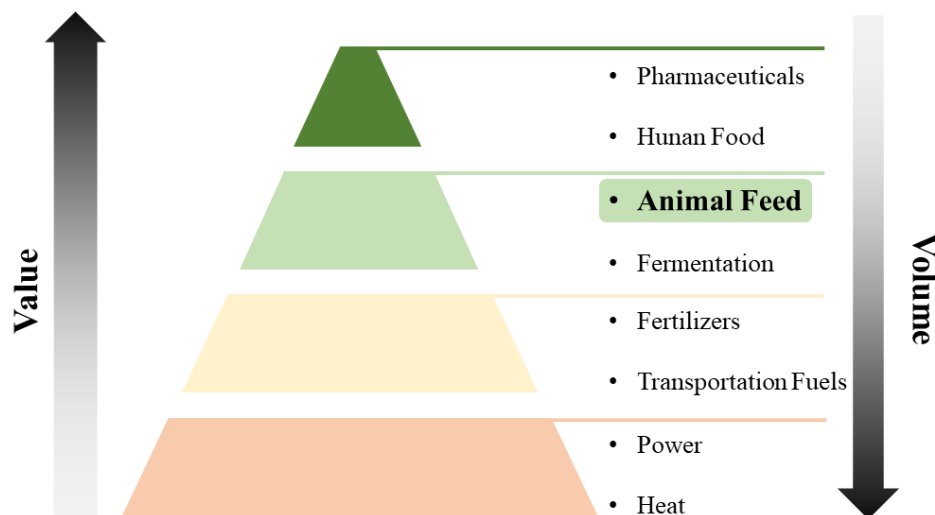 • Pharmaceuticals
• Hunan Food
• Animal Feed
• Fermentation
• Fertilizers
• Transportation Fuels
• Power
• Heat
Value
Volume